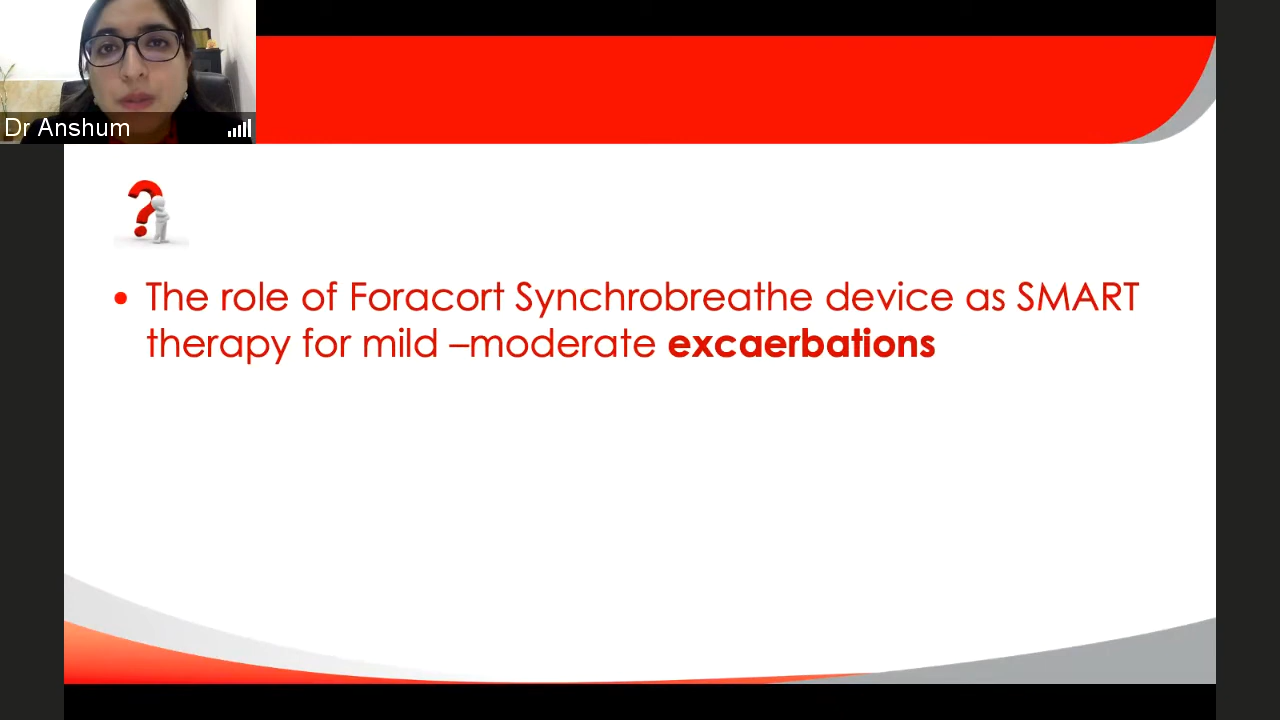 Dr Anshum
• The role of Foracort Synchrobreathe device as SMART
therapy for mild –moderate excaerbations